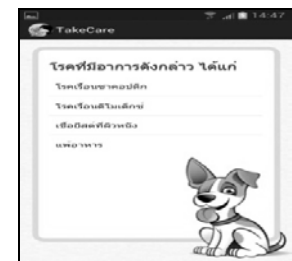 14:47
TakeCare
โรคที่มีอาการดังกล่าว ได้แก่
โรคเรื้อนซาคอปติก
โรคเรื้อนดีโมเด็กซ์
เชื้อยีสต์ที่ผิวหนัง
แพ้อาหาร